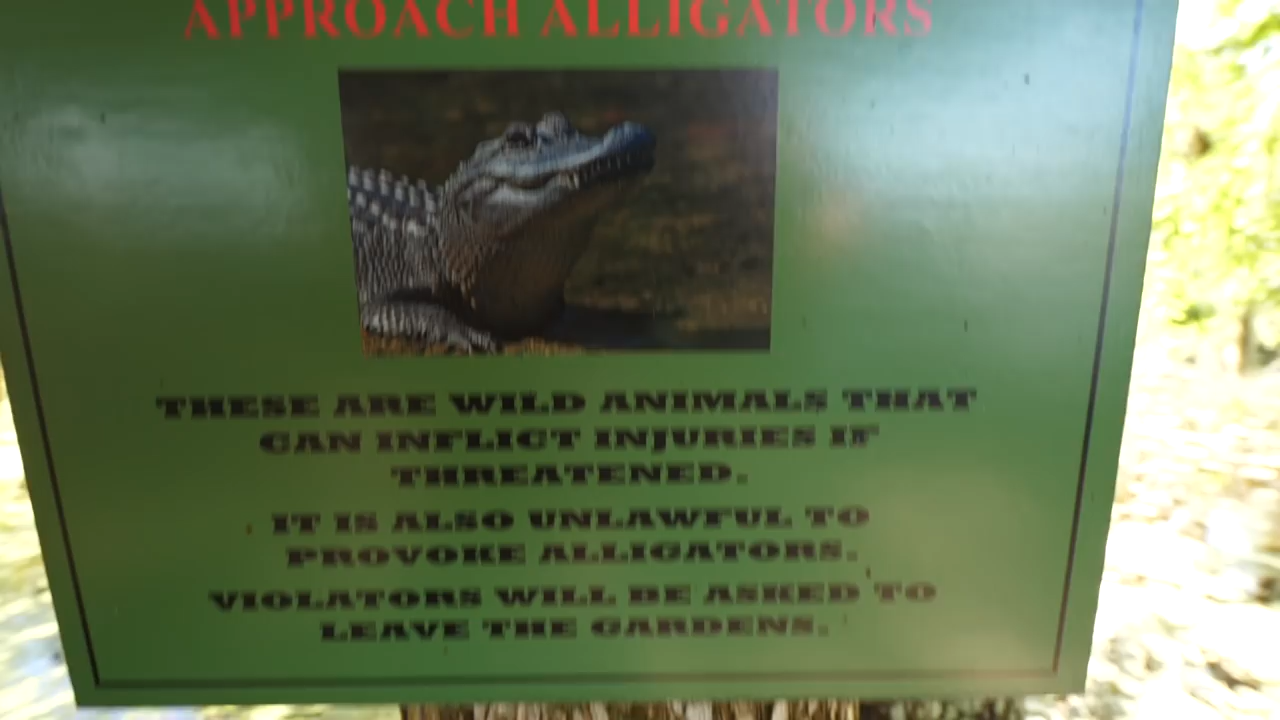 APPROACH ALLIGATORS
THESE ARE WILD ANIMALS THAT
CAN INFLICT INJURIES IF
THREATENED.
IT IS ALSO UNLAWFUL TO
PROVOKE ALLIGATORS.
VIOLATORS WILL BE ASKED TO
LEAVE THE GARDENS.